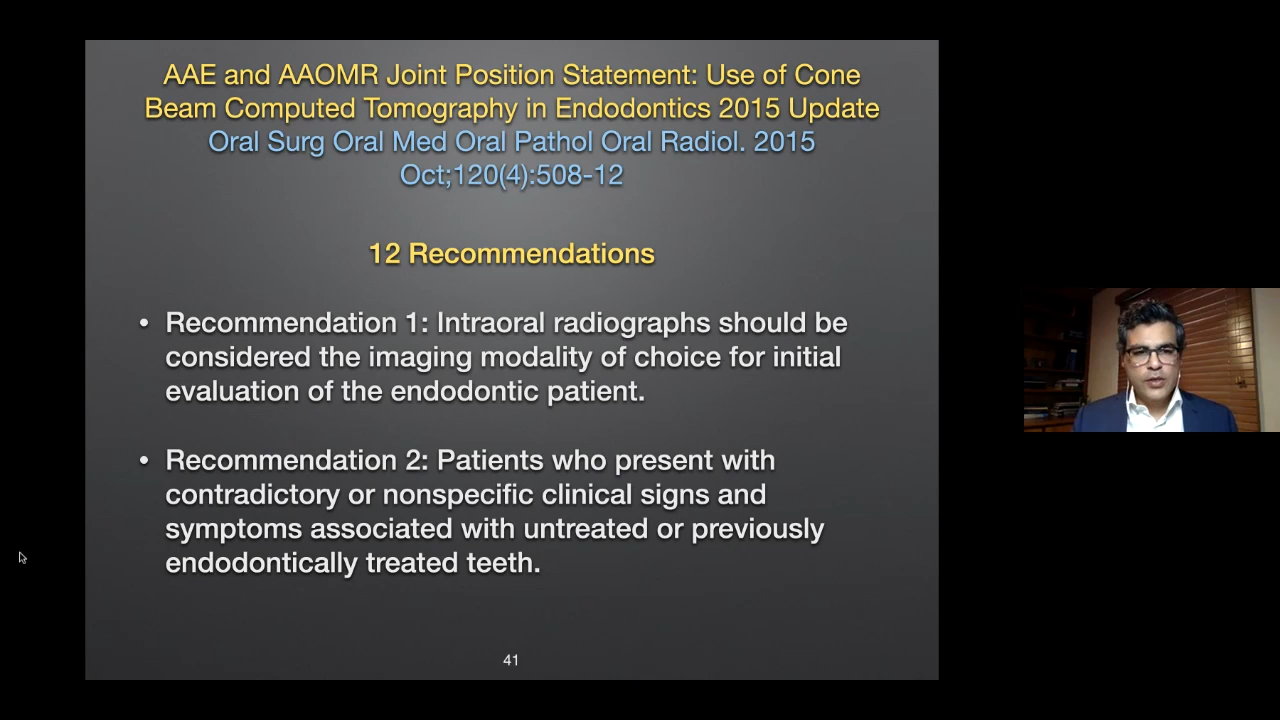 AAE and AAOMR Joint Position Statement: Use of Cone
Beam Computed Tomography in Endodontics 2015 Update
Oral Surg Oral Med Oral Pathol Oral Radiol. 2015
Oct;120(4):508-12
12 Recommendations
• Recommendation 1: Intraoral radiographs should be
considered the imaging modality of choice for initial
evaluation of the endodontic patient.
• Recommendation 2: Patients who present with
contradictory or nonspecific clinical signs and
symptoms associated with untreated or previously
endodontically treated teeth.
41